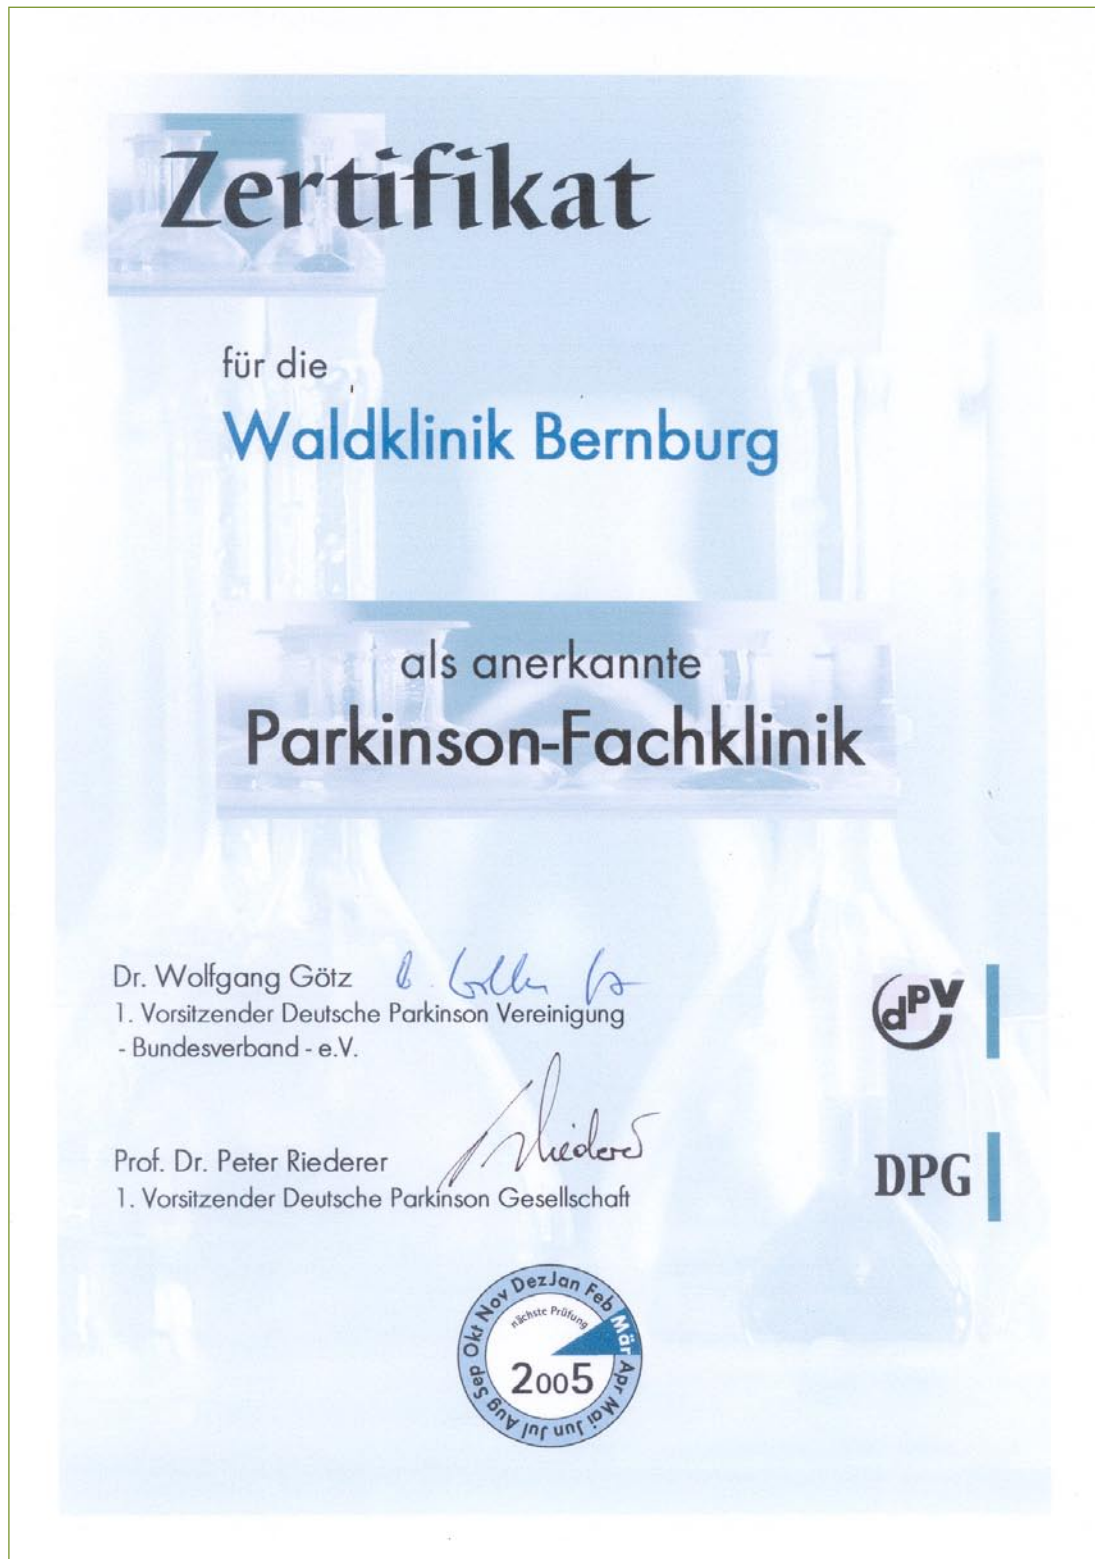 Zertifikat
für die
Waldklinik Bernburg
als anerkannte
Parkinson-Fachklinik
Dr. Wolfgang Götz
1. Vorsitzender Deutsche Parkinson Vereinigung
- Bundesverband - e.V.
dPV
Prof. Dr. Peter Riederer
1. Vorsitzender Deutsche Parkinson Gesellschaft
DPG
Jan Feb Mär Apr Mai Jun Jul Aug Sep Okt Nov Dez
nächste Prüfung
2005